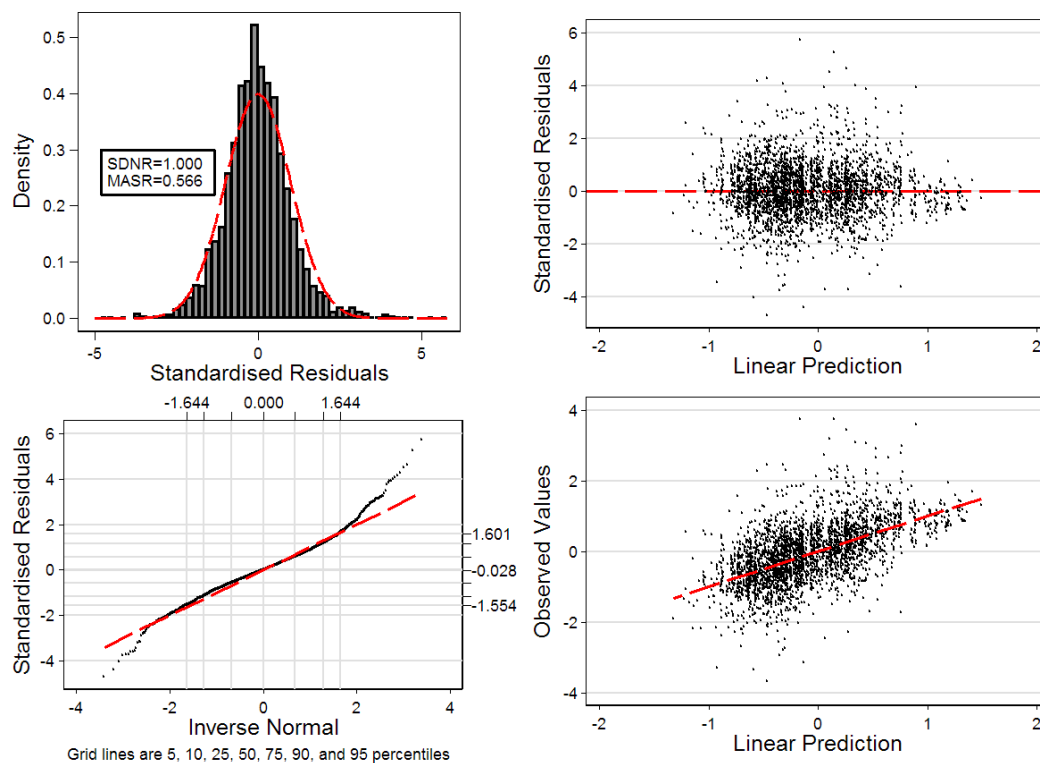 0.5
0.4
0.3
0.2
0.1
0.0
Density
SDNR=1.000
MASR=0.566
-5 0 5
Standardised Residuals
6
4
2
0
-2
-4
Standardised Residuals
-2 -1 0 1 2
Linear Prediction
-1.644 0.000 1.644
6
4
2
0
-2
-4
Standardised Residuals
1.601
-0.028
-1.554
-4 -2 0 2 4
Inverse Normal
Grid lines are 5, 10, 25, 50, 75, 90, and 95 percentiles
4
2
0
-2
-4
Observed Values
-2 -1 0 1 2
Linear Prediction